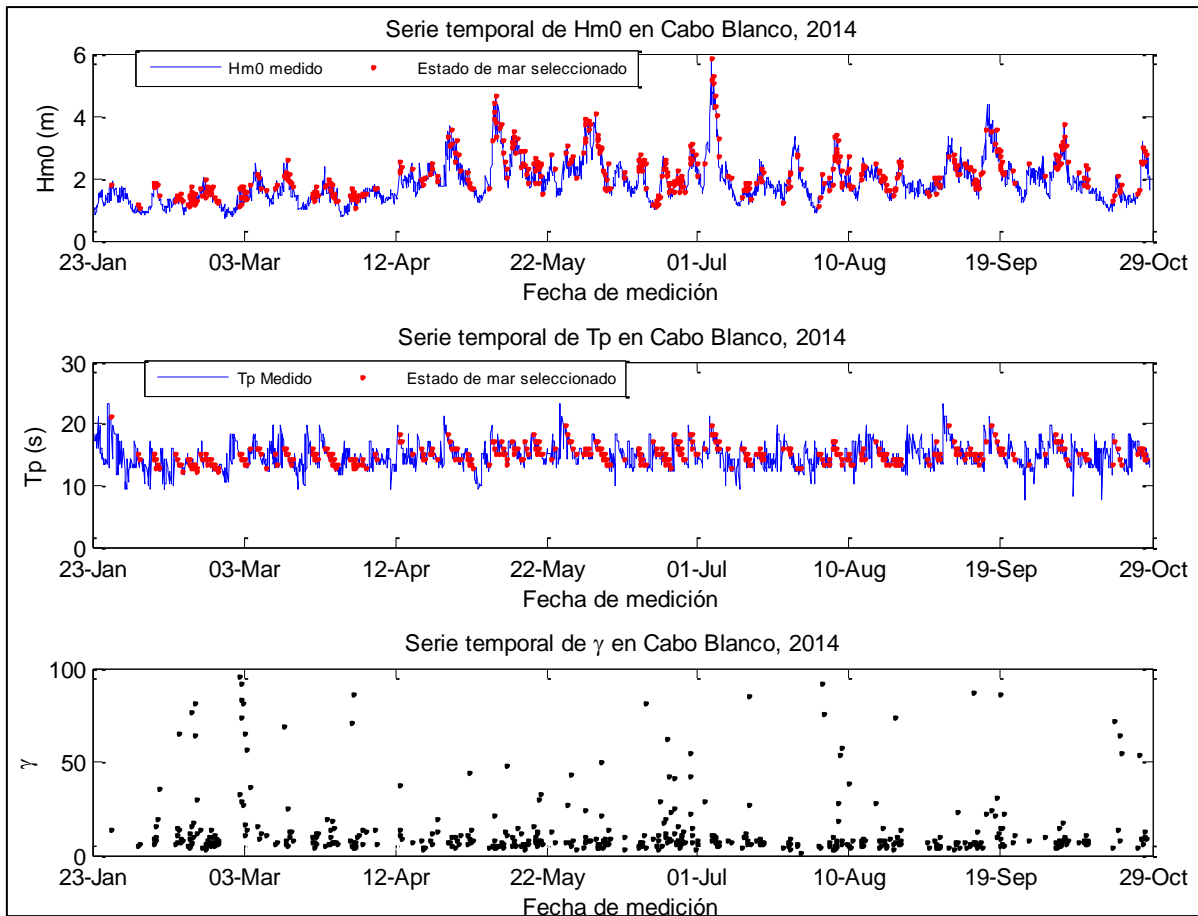 Serie temporal de Hm0 en Cabo Blanco, 2014
6
Hm0 medido Estado de mar seleccionado
4
Hm0 (m)
2
0
23-Jan 03-Mar 12-Apr 22-May 01-Jul 10-Aug 19-Sep 29-Oct
Fecha de medición
Serie temporal de Tp en Cabo Blanco, 2014
30
Tp Medido Estado de mar seleccionado
20
Tp (s)
10
0
23-Jan 03-Mar 12-Apr 22-May 01-Jul 10-Aug 19-Sep 29-Oct
Fecha de medición
Serie temporal de γ en Cabo Blanco, 2014
100
γ
50
0
23-Jan 03-Mar 12-Apr 22-May 01-Jul 10-Aug 19-Sep 29-Oct
Fecha de medición